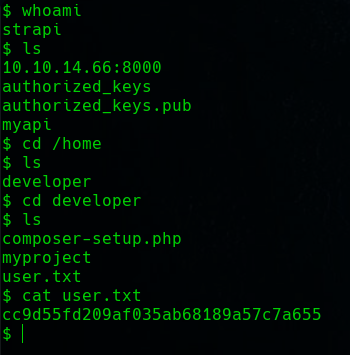 $ whoami
strapi
$ ls
10.10.14.66:8000
authorized_keys
authorized_keys.pub
myapi
$ cd /home
$ ls
developer
$ cd developer
$ ls
composer-setup.php
myproject
user.txt
$ cat user.txt
cc9d55fd209af035ab68189a57c7a655
$